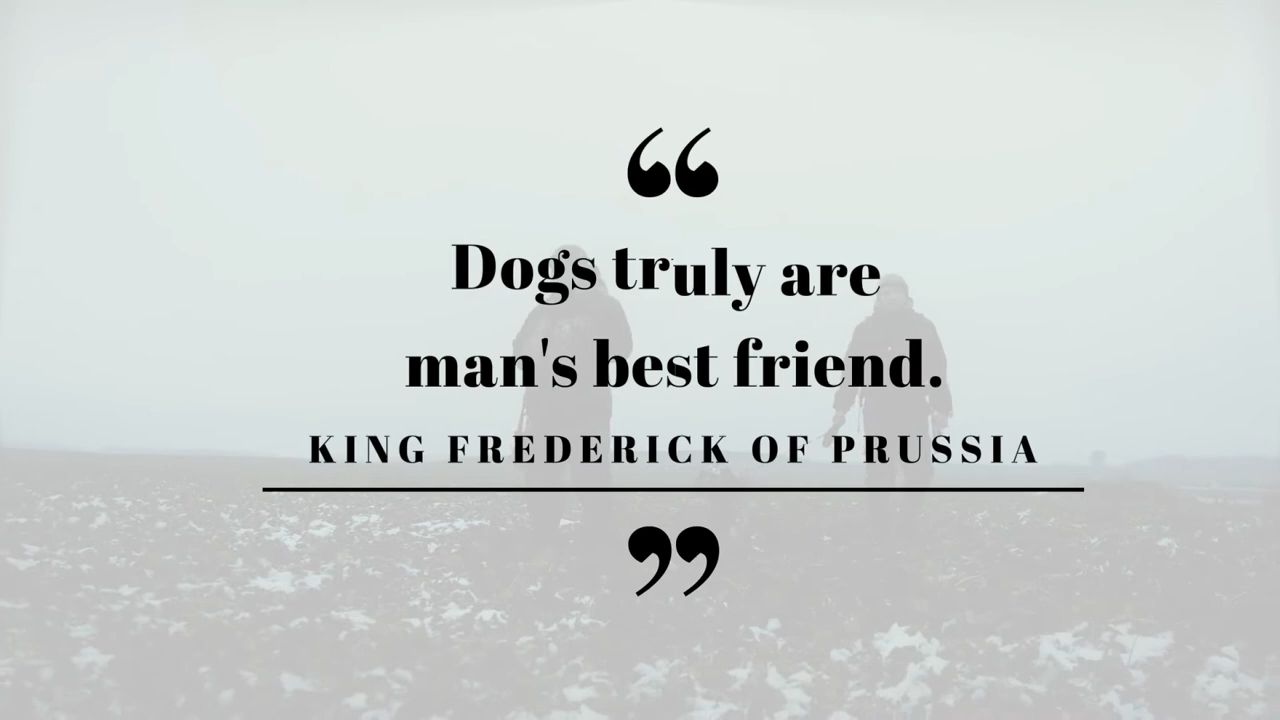 “
Dogs truly are
man's best friend.
KING FREDERICK OF PRUSSIA
”